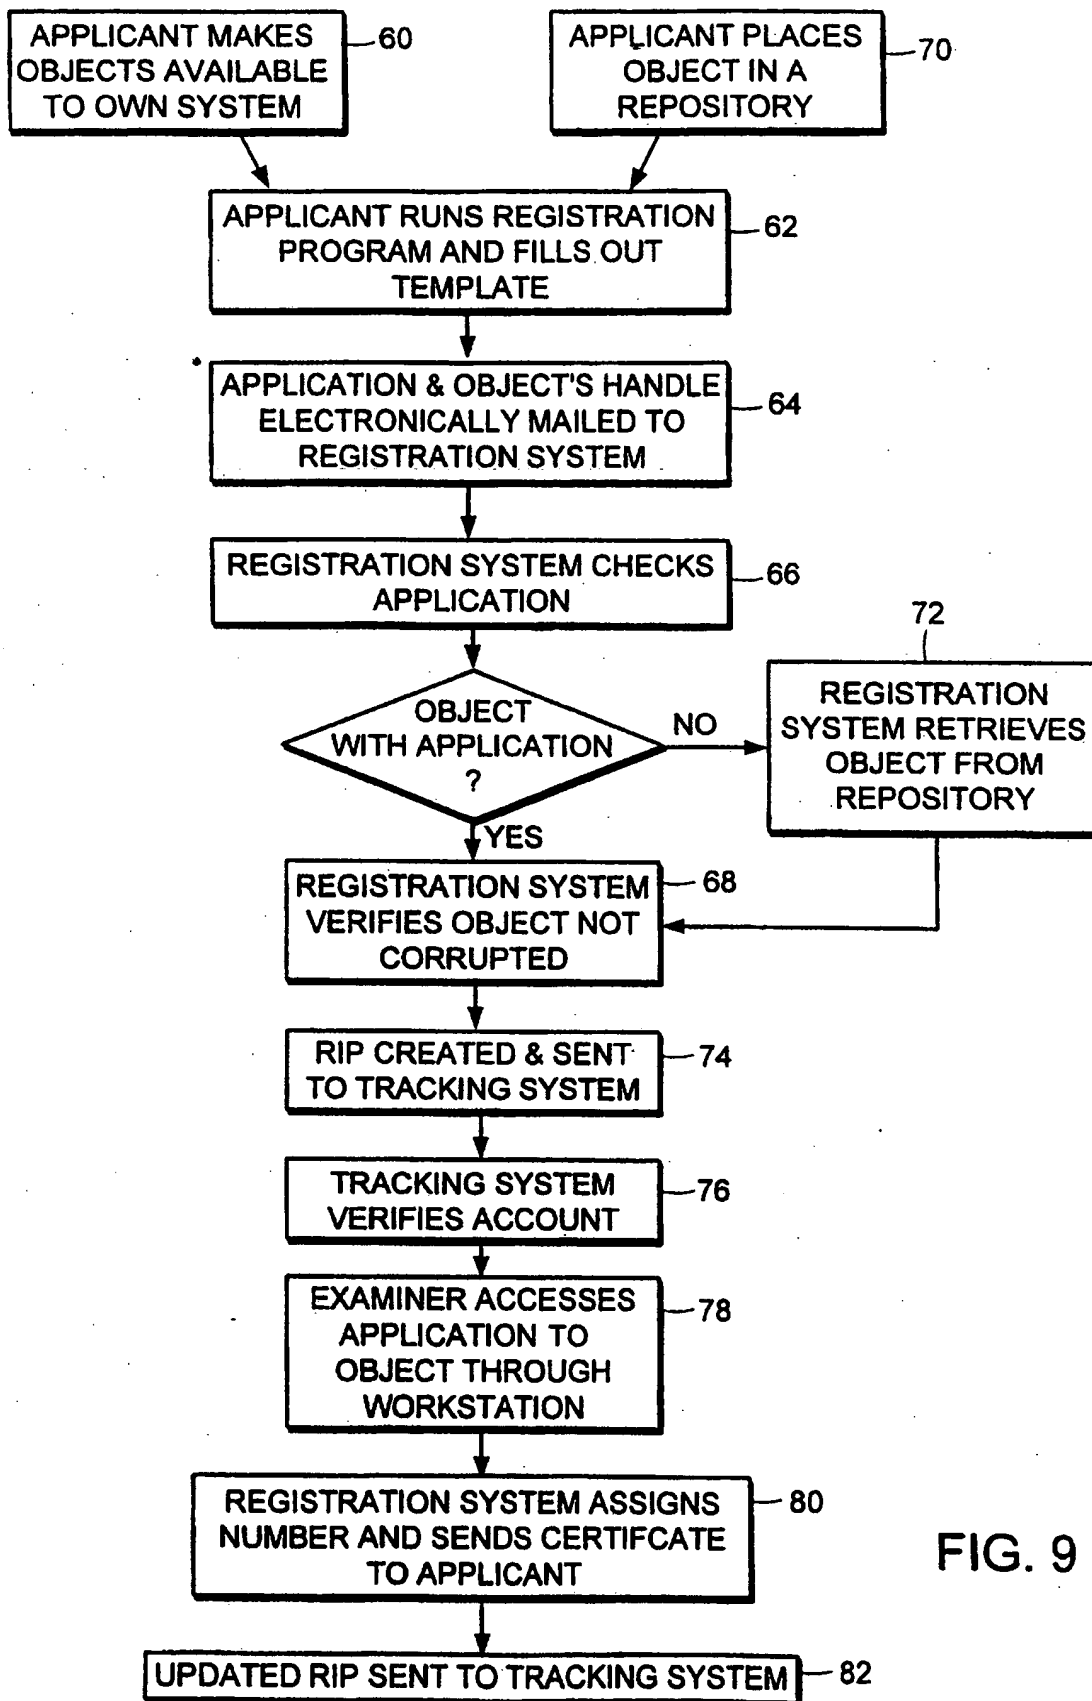 APPLICANT MAKES
OBJECTS AVAILABLE
TO OWN SYSTEM
60
APPLICANT PLACES
OBJECT IN A
REPOSITORY
70
APPLICANT RUNS REGISTRATION
PROGRAM AND FILLS OUT
TEMPLATE
62
APPLICATION & OBJECT'S HANDLE
ELECTRONICALLY MAILED TO
REGISTRATION SYSTEM
64
REGISTRATION SYSTEM CHECKS
APPLICATION
66
OBJECT
WITH APPLICATION
?
NO
YES
72
REGISTRATION
SYSTEM RETRIEVES
OBJECT FROM
REPOSITORY
REGISTRATION SYSTEM
VERIFIES OBJECT NOT
CORRUPTED
68
RIP CREATED & SENT
TO TRACKING SYSTEM
74
TRACKING SYSTEM
VERIFIES ACCOUNT
76
EXAMINER ACCESSES
APPLICATION TO
OBJECT THROUGH
WORKSTATION
78
REGISTRATION SYSTEM ASSIGNS
NUMBER AND SENDS CERTIFCATE
TO APPLICANT
80
UPDATED RIP SENT TO TRACKING SYSTEM
82
FIG. 9